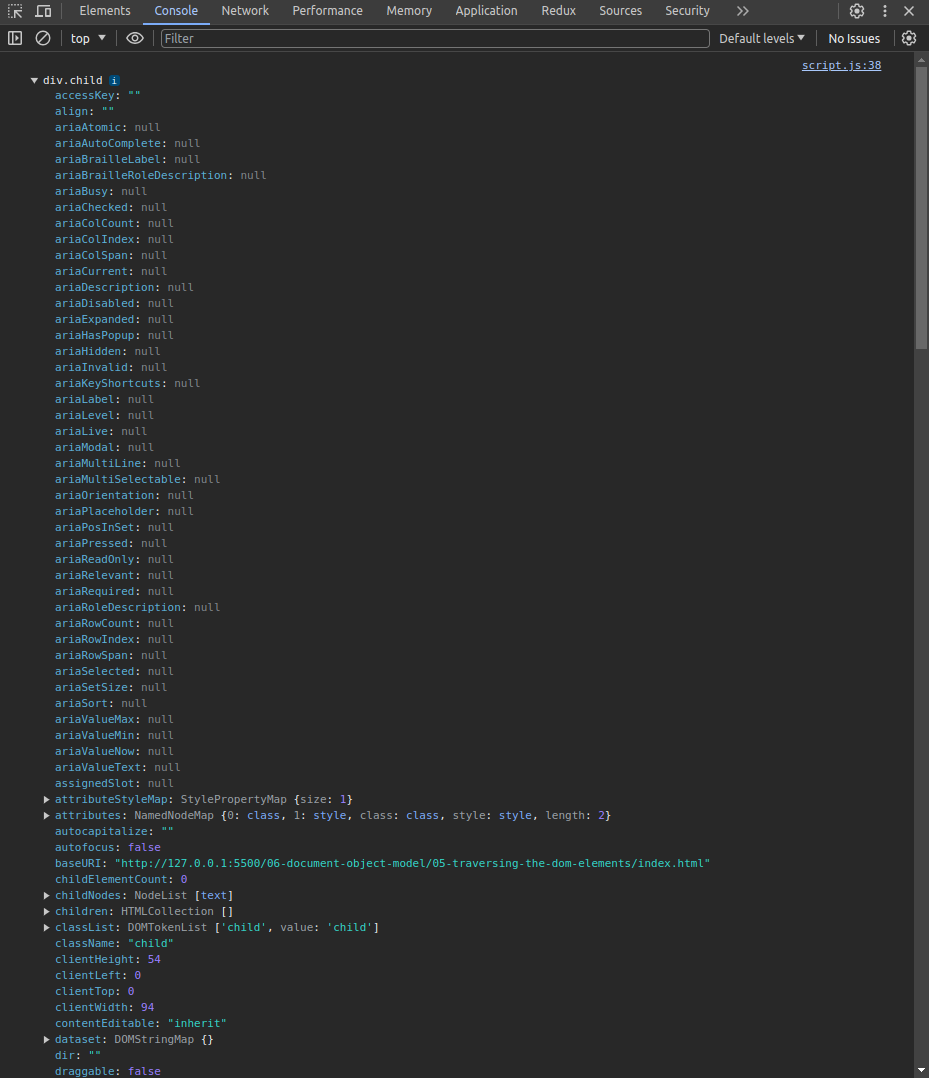 Elements Console Network Performance Memory Application Redux Sources Security
top Filter Default levels No Issues
script.js:38
div.child i
accessKey: ""
align: ""
ariaAtomic: null
ariaAutoComplete: null
ariaBrailleLabel: null
ariaBrailleRoleDescription: null
ariaBusy: null
ariaChecked: null
ariaColCount: null
ariaColIndex: null
ariaColSpan: null
ariaCurrent: null
ariaDescription: null
ariaDisabled: null
ariaExpanded: null
ariaHasPopup: null
ariaHidden: null
ariaInvalid: null
ariaKeyShortcuts: null
ariaLabel: null
ariaLevel: null
ariaLive: null
ariaModal: null
ariaMultiLine: null
ariaMultiSelectable: null
ariaOrientation: null
ariaPlaceholder: null
ariaPosInSet: null
ariaPressed: null
ariaReadOnly: null
ariaRelevant: null
ariaRequired: null
ariaRoleDescription: null
ariaRowCount: null
ariaRowIndex: null
ariaRowSpan: null
ariaSelected: null
ariaSetSize: null
ariaSort: null
ariaValueMax: null
ariaValueMin: null
ariaValueNow: null
ariaValueText: null
assignedSlot: null
attributeStyleMap: StylePropertyMap {size: 1}
attributes: NamedNodeMap {0: class, 1: style, class: class, style: style, length: 2}
autocapitalize: ""
autofocus: false
baseURI: "http://127.0.0.1:5500/06-document-object-model/05-traversing-the-dom-elements/index.html"
childElementCount: 0
childNodes: NodeList [text]
children: HTMLCollection []
classList: DOMTokenList ['child', value: 'child']
className: "child"
clientHeight: 54
clientLeft: 0
clientTop: 0
clientWidth: 94
contentEditable: "inherit"
dataset: DOMStringMap {}
dir: ""
draggable: false